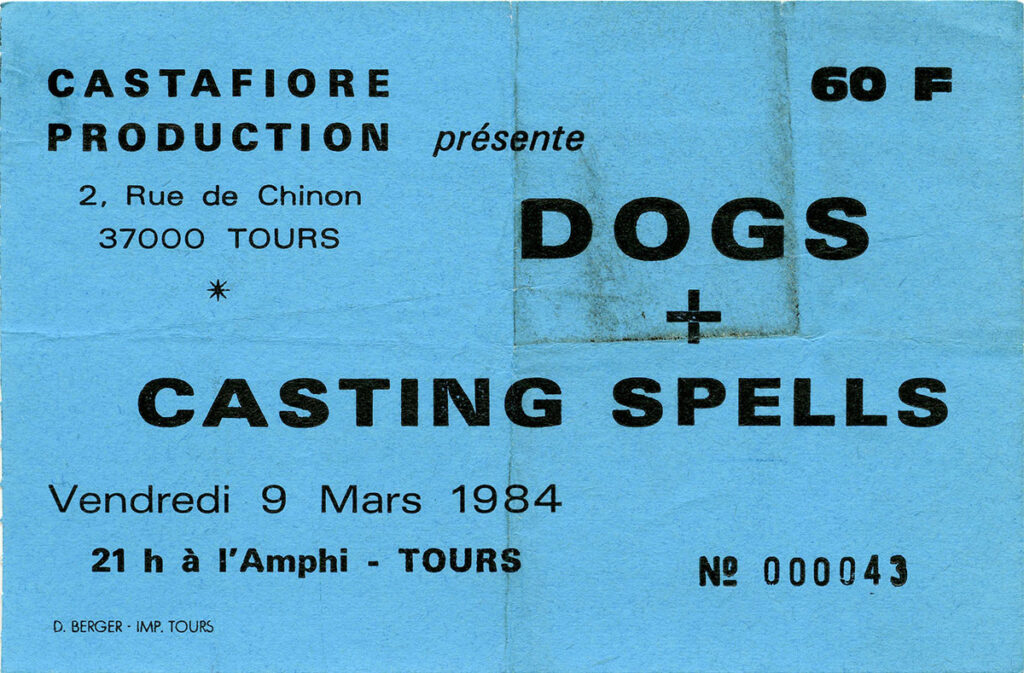 CASTAFIORE
PRODUCTION présente
60 F
2, Rue de Chinon
37000 TOURS
*
DOGS
+
CASTING SPELLS
Vendredi 9 Mars 1984
21 h à l'Amphi - TOURS
Nº 000043
D. BERGER - IMP. TOURS